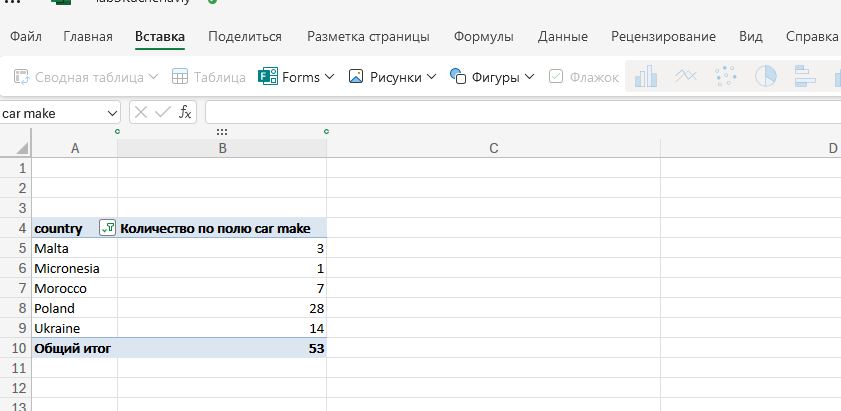 Файл Главная Вставка Поделиться Разметка страницы Формулы Данные Рецензирование Вид Справка
Сводная таблица Таблица Forms Рисунки Фигуры Флажок
car make fx
A B C D
1
2
3
4 country Количество по полю car make
5 Malta 3
6 Micronesia 1
7 Morocco 7
8 Poland 28
9 Ukraine 14
10 Общий итог 53
11
12
13